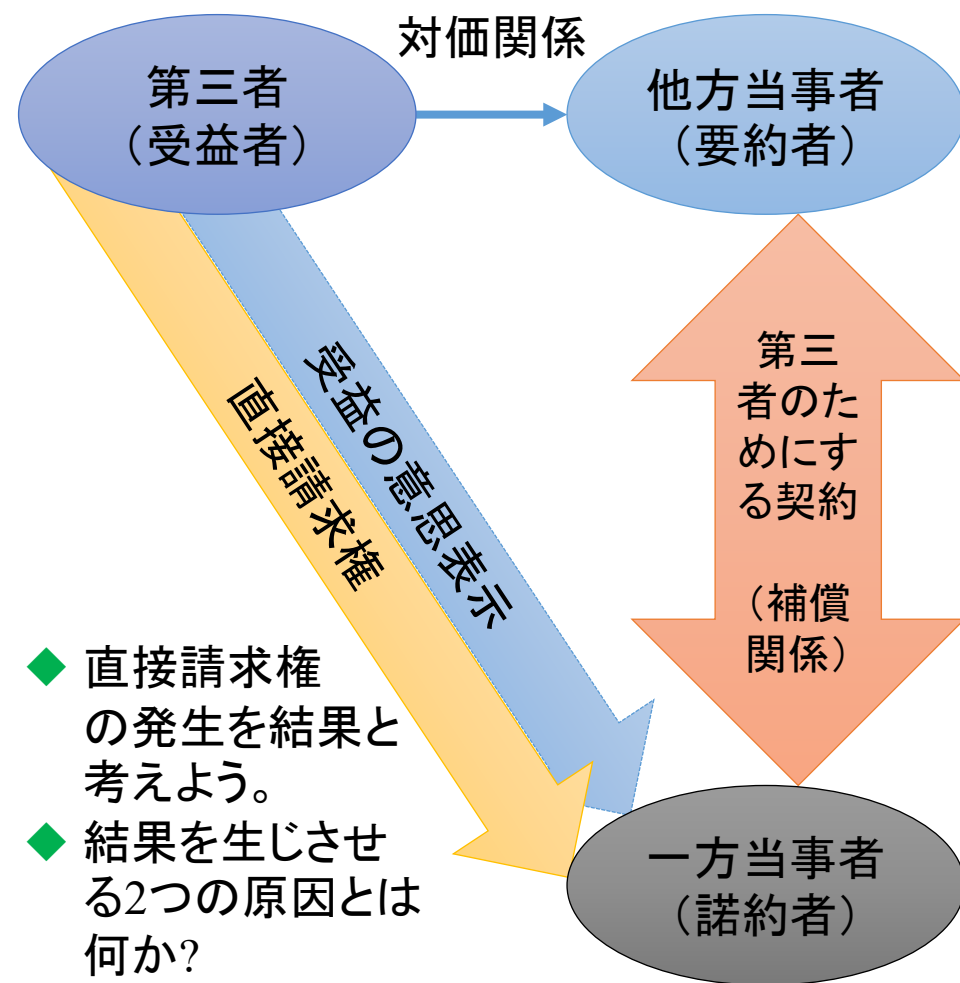 対価関係
第三者
（受益者）
他方当事者
（要約者）
受益の意思表示
直接請求権
第三
者のた
めにす
る契約
（補償
関係）
◆ 直接請求権
の発生を結果と
考えよう。
◆ 結果を生じさせ
る2つの原因とは
何か?
一方当事者
（諾約者）